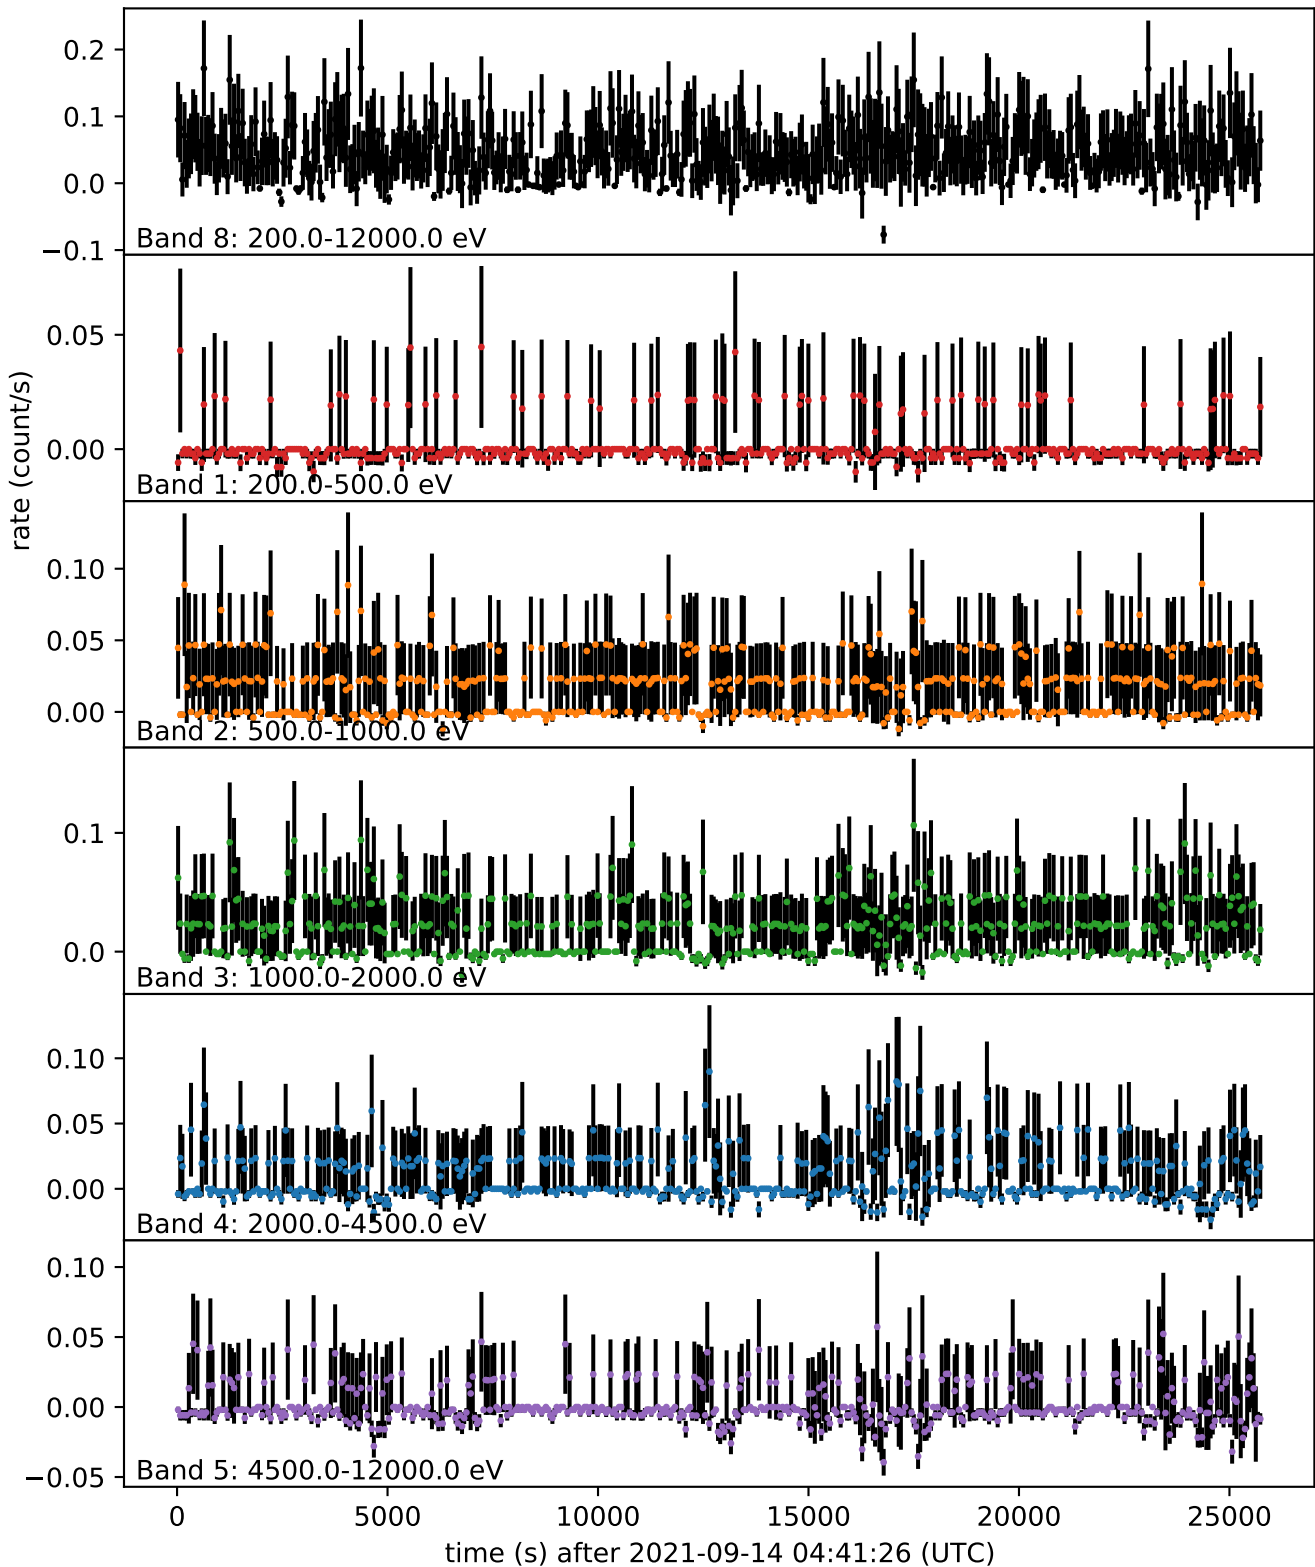 0.2
0.1
0.0
−0.1
Band 8: 200.0-12000.0 eV
0.05
0.00
Band 1: 200.0-500.0 eV
rate (count/s)
0.10
0.05
0.00
Band 2: 500.0-1000.0 eV
0.1
0.0
Band 3: 1000.0-2000.0 eV
0.10
0.05
0.00
Band 4: 2000.0-4500.0 eV
0.10
0.05
0.00
−0.05
Band 5: 4500.0-12000.0 eV
0 5000 10000 15000 20000 25000
time (s) after 2021-09-14 04:41:26 (UTC)